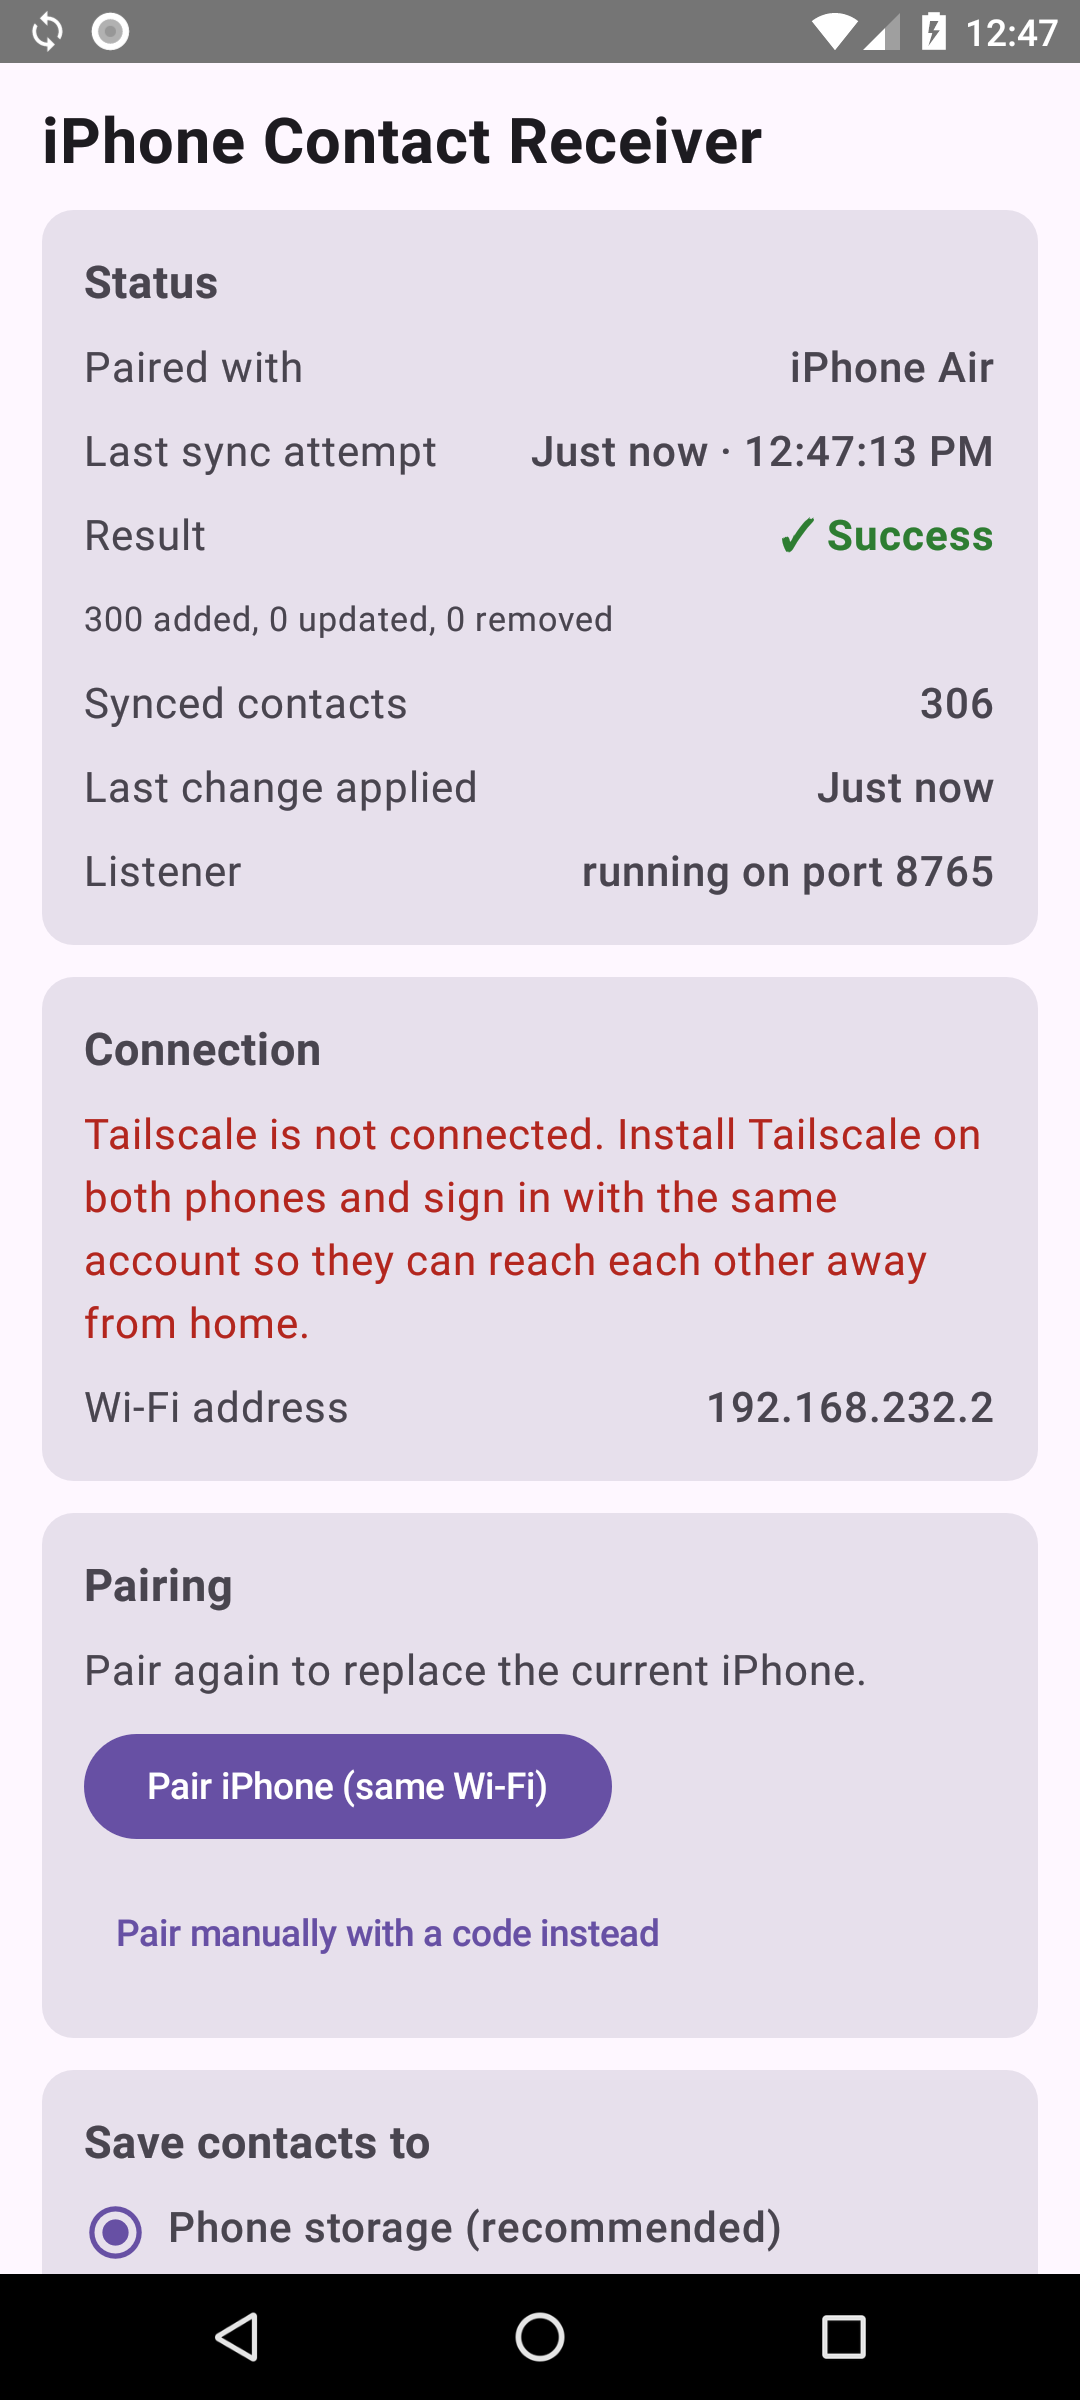 12:47
iPhone Contact Receiver
Status
Paired with iPhone Air
Last sync attempt Just now · 12:47:13 PM
Result ✓ Success
300 added, 0 updated, 0 removed
Synced contacts 306
Last change applied Just now
Listener running on port 8765
Connection
Tailscale is not connected. Install Tailscale on
both phones and sign in with the same
account so they can reach each other away
from home.
Wi-Fi address 192.168.232.2
Pairing
Pair again to replace the current iPhone.
Pair iPhone (same Wi-Fi)
Pair manually with a code instead
Save contacts to
Phone storage (recommended)